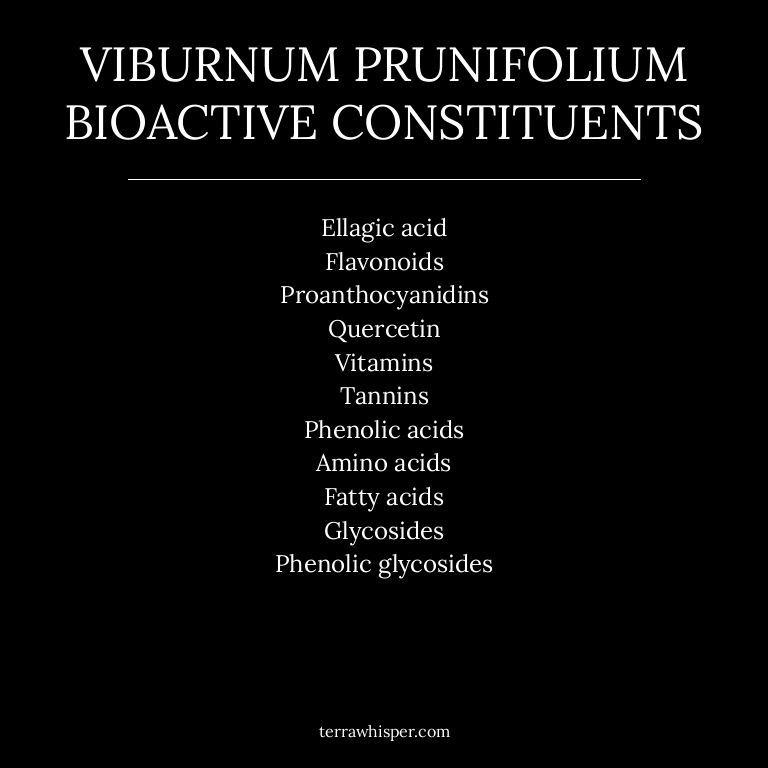 VIBURNUM PRUNIFOLIUM
BIOACTIVE CONSTITUENTS
Ellagic acid
Flavonoids
Proanthocyanidins
Quercetin
Vitamins
Tannins
Phenolic acids
Amino acids
Fatty acids
Glycosides
Phenolic glycosides
terrawhisper.com